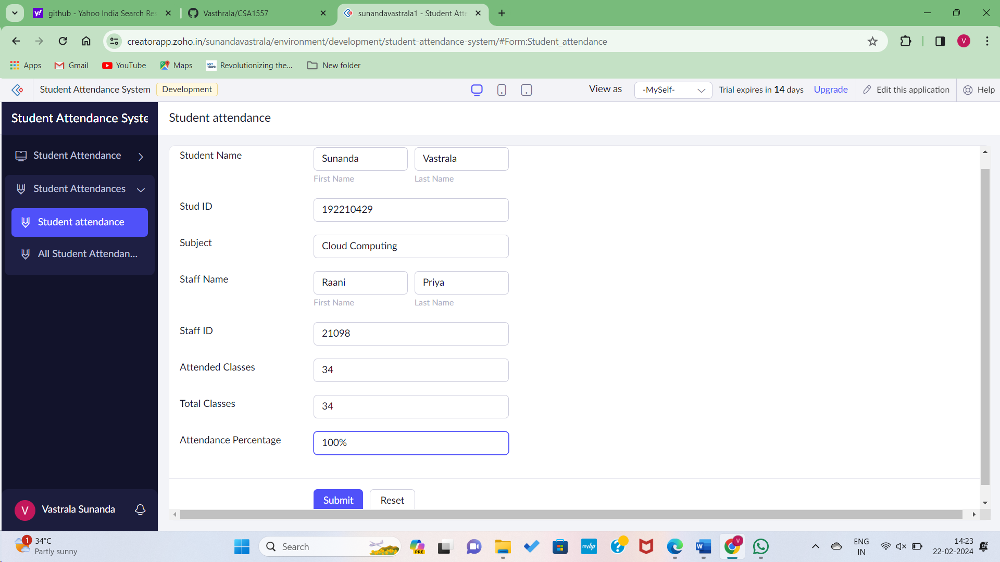 github - Yahoo India Search Res
Vasthrala/CSA1557
sunandavastrala1 - Student Atte
creatorapp.zoho.in/sunandavastrala/environment/development/student-attendance-system/#Form:Student_attendance
V
Apps
Gmail
YouTube
Maps
Revolutionizing the...
New folder
Student Attendance System
Development
View as
-MySelf-
Trial expires in 14 days
Upgrade
Edit this application
Help
Student Attendance Syste
Student attendance
Student Attendance
Student Attendances
Student attendance
All Student Attendan...
Student Name
Sunanda
Vastrala
First Name
Last Name
Stud ID
192210429
Subject
Cloud Computing
Staff Name
Raani
Priya
First Name
Last Name
Staff ID
21098
Attended Classes
34
Total Classes
34
Attendance Percentage
100%
Submit
Reset
V
Vastrala Sunanda
1
34°C
Partly sunny
Search
PRE
myhp
W
V
ENG
IN
14:23
22-02-2024